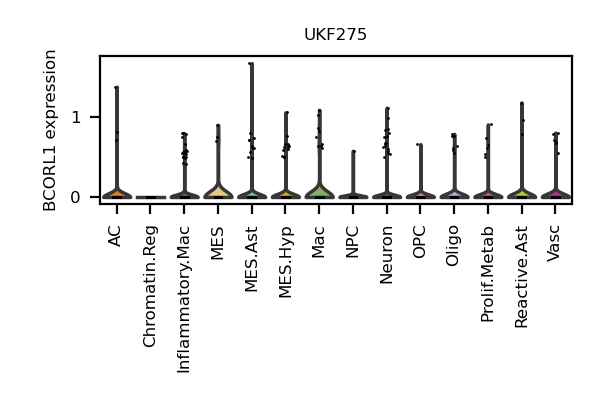 UKF275
BCORL1 expression
1
0
AC
Chromatin.Reg
Inflammatory.Mac
MES
MES.Ast
MES.Hyp
Mac
NPC
Neuron
OPC
Oligo
Prolif.Metab
Reactive.Ast
Vasc